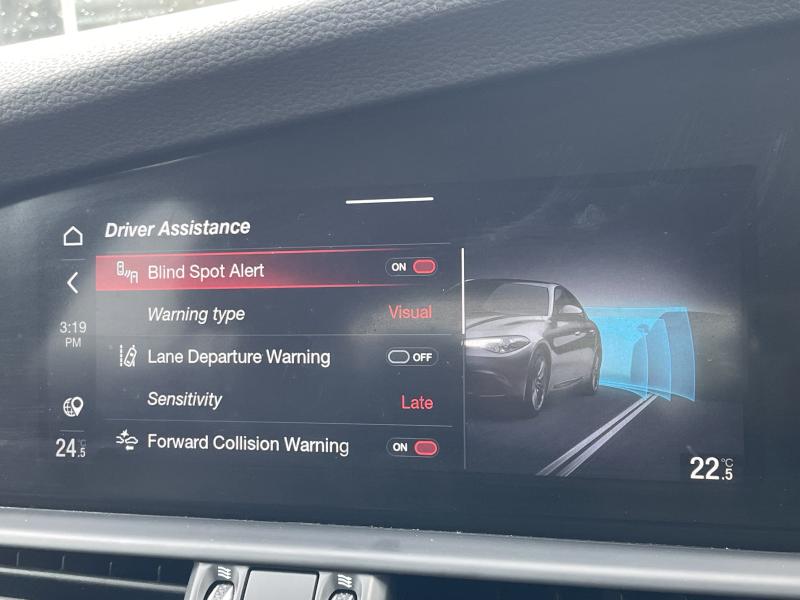 Driver Assistance
Blind Spot Alert ON
Warning type Visual
3:19
PM
Lane Departure Warning OFF
Sensitivity Late
Forward Collision Warning ON
24.5°C
22.5°C